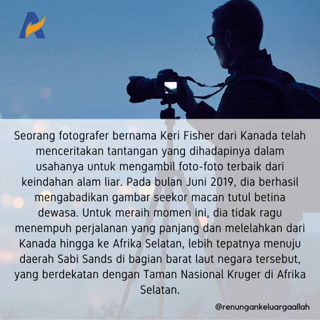 Seorang fotografer bernama Keri Fisher dari Kanada telah
menceritakan tantangan yang dihadapinya dalam
usahanya untuk mengambil foto-foto terbaik dari
keindahan alam liar. Pada bulan Juni 2019, dia berhasil
mengabadikan gambar seekor macan tutul betina
dewasa. Untuk meraih momen ini, dia tidak ragu
menempuh perjalanan yang panjang dan melelahkan dari
Kanada hingga ke Afrika Selatan, lebih tepatnya menuju
daerah Sabi Sands di bagian barat laut negara tersebut,
yang berdekatan dengan Taman Nasional Kruger di Afrika
Selatan.
@renungankeluargaallah